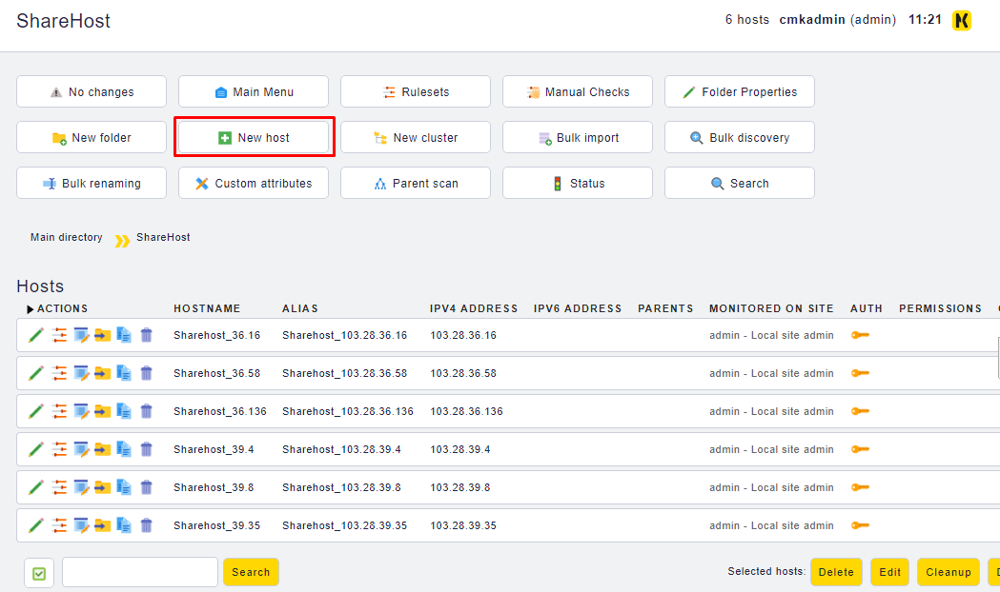 ShareHost
6 hosts cmkadmin (admin) 11:21
No changes Main Menu Rulesets Manual Checks Folder Properties
New folder New host New cluster Bulk import Bulk discovery
Bulk renaming Custom attributes Parent scan Status Search
Main directory ShareHost
Hosts
ACTIONS HOSTNAME ALIAS IPV4 ADDRESS IPV6 ADDRESS PARENTS MONITORED ON SITE AUTH PERMISSIONS
Sharehost_36.16 Sharehost_103.28.36.16 103.28.36.16 admin - Local site admin
Sharehost_36.58 Sharehost_103.28.36.58 103.28.36.58 admin - Local site admin
Sharehost_36.136 Sharehost_103.28.36.136 103.28.36.136 admin - Local site admin
Sharehost_39.4 Sharehost_103.28.39.4 103.28.39.4 admin - Local site admin
Sharehost_39.8 Sharehost_103.28.39.8 103.28.39.8 admin - Local site admin
Sharehost_39.35 Sharehost_103.28.39.35 103.28.39.35 admin - Local site admin
Search Selected hosts: Delete Edit Cleanup